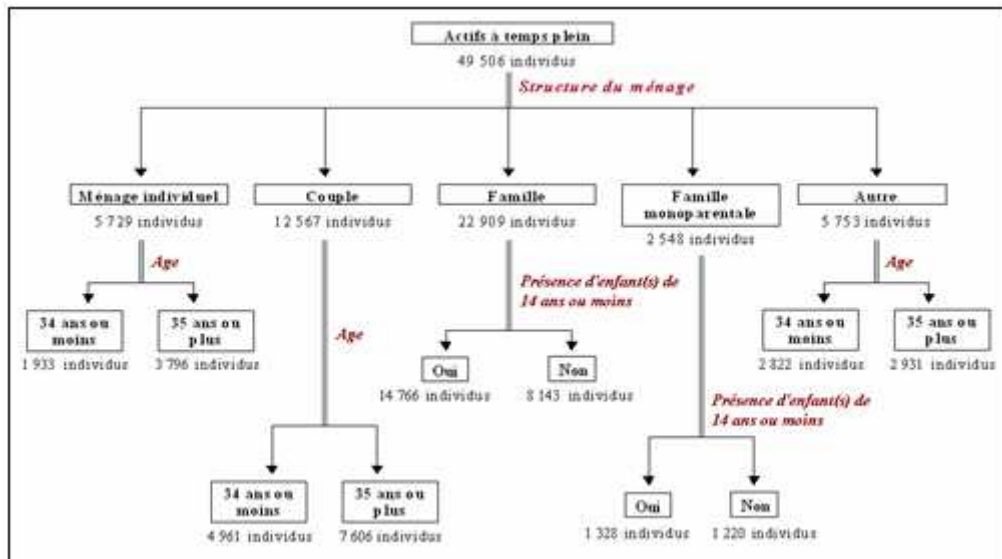 Actifs à temps plein
49 506 individus
Structure du ménage
Ménage individuel
5 729 individus
Couple
12 567 individus
Famille
22 909 individus
Famille
monoparentale
2 548 individus
Autre
5 753 individus
Age
34 ans ou
moins
1 933 individus
35 ans ou
plus
3 796 individus
Age
34 ans ou
moins
4 961 individus
35 ans ou
plus
7 606 individus
Présence d'enfant(s) de
14 ans ou moins
Oui
14 766 individus
Non
8 143 individus
Présence d'enfant(s) de
14 ans ou moins
Oui
1 328 individus
Non
1 220 individus
Age
34 ans ou
moins
2 822 individus
35 ans ou
plus
2 931 individus